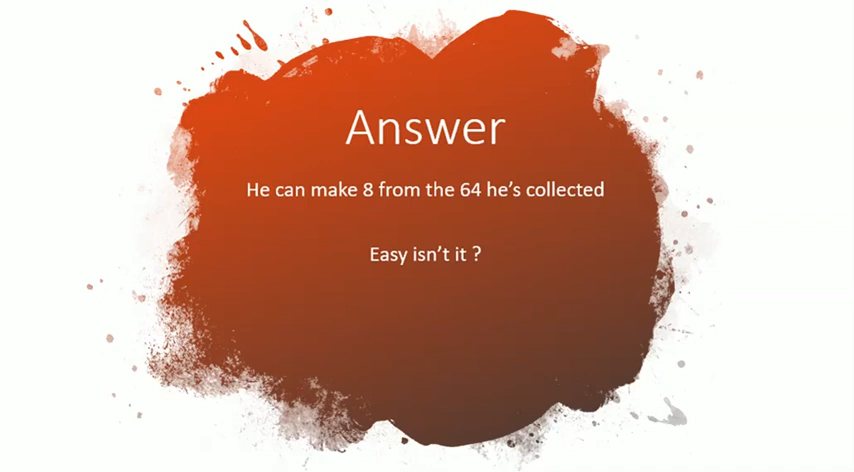 Answer
He can make 8 from the 64 he’s collected
Easy isn’t it ?